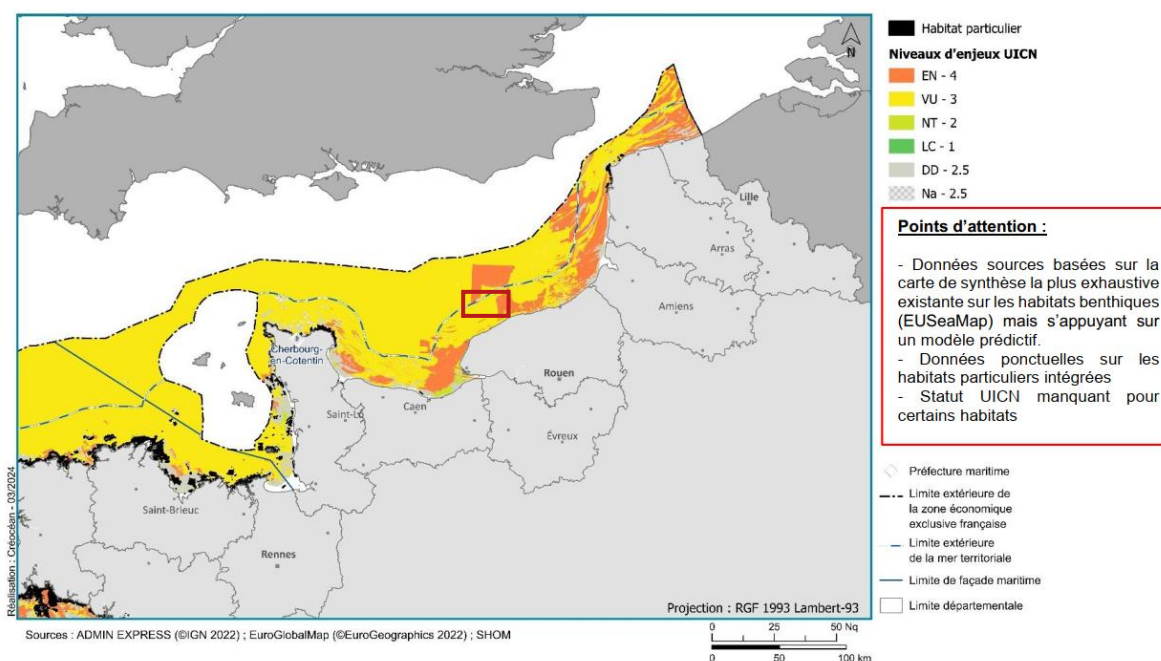 N
Cherbourg-
en-Cotentin
Saint-Lô
Caen
Rouen
Évreux
Amiens
Arras
Lille
Saint-Brieuc
Rennes
Projection : RGF 1993 Lambert-93
Réalisation : Créocéan - 03/2024
Sources : ADMIN EXPRESS (©IGN 2022) ; EuroGlobalMap (©EuroGeographics 2022) ; SHOM
0 25 50 Nq
0 50 100 km
Habitat particulier
Niveaux d'enjeux UICN
EN - 4
VU - 3
NT - 2
LC - 1
DD - 2.5
Na - 2.5
Points d'attention :
- Données sources basées sur la
carte de synthèse la plus exhaustive
existante sur les habitats benthiques
(EUSeaMap) mais s'appuyant sur
un modèle prédictif.
- Données ponctuelles sur les
habitats particuliers intégrées
- Statut UICN manquant pour
certains habitats
Préfecture maritime
Limite extérieure de
la zone économique
exclusive française
Limite extérieure
de la mer territoriale
Limite de façade maritime
Limite départementale